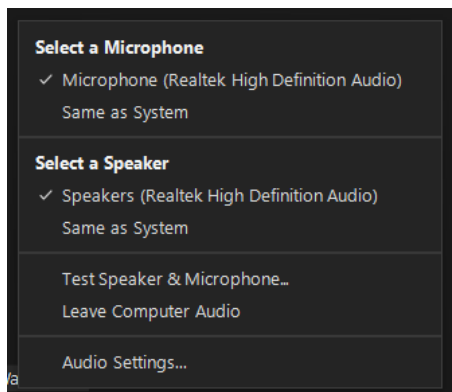 Select a Microphone
✓ Microphone (Realtek High Definition Audio)
Same as System
Select a Speaker
✓ Speakers (Realtek High Definition Audio)
Same as System
Test Speaker & Microphone...
Leave Computer Audio
Audio Settings...